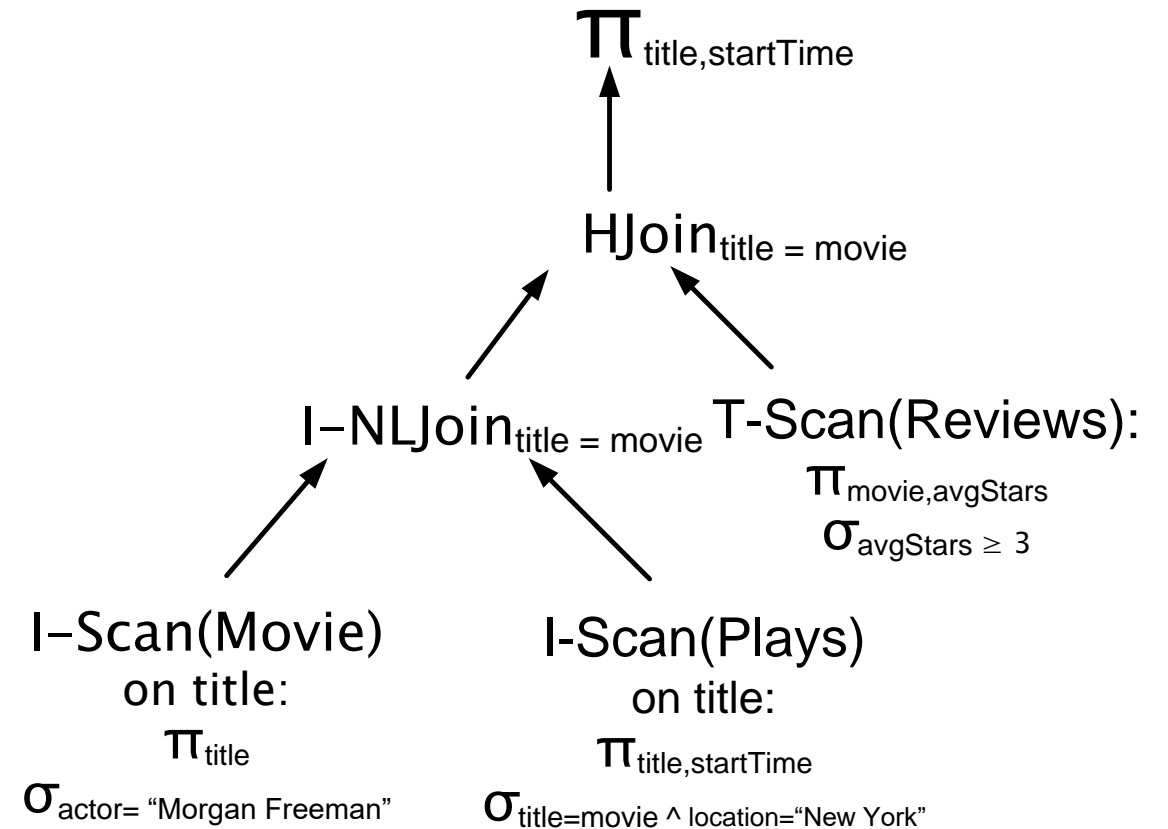 π title,startTime
HJoin title = movie
I–NLJoin title = movie
T-Scan(Reviews):
π movie,avgStars
σ avgStars ≥ 3
I–Scan(Movie)
on title:
π title
σ actor= “Morgan Freeman”
I-Scan(Plays)
on title:
π title,startTime
σ title=movie ^ location=“New York”